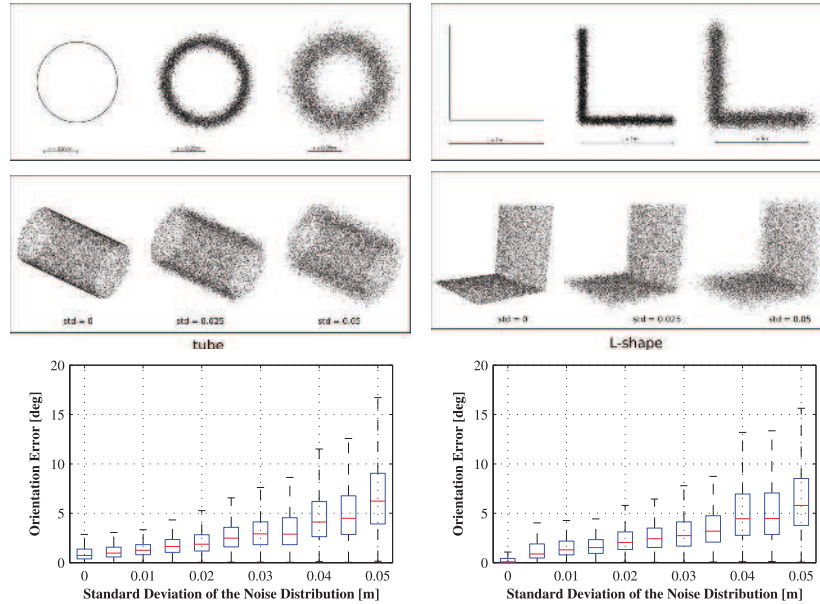 std = 0
std = 0.025
std = 0.05
tube
std = 0
std = 0.025
std = 0.05
L-shape
Orientation Error [deg]
20
15
10
5
0
0
0.01
0.02
0.03
0.04
0.05
Standard Deviation of the Noise Distribution [m]
Orientation Error [deg]
20
15
10
5
0
0
0.01
0.02
0.03
0.04
0.05
Standard Deviation of the Noise Distribution [m]